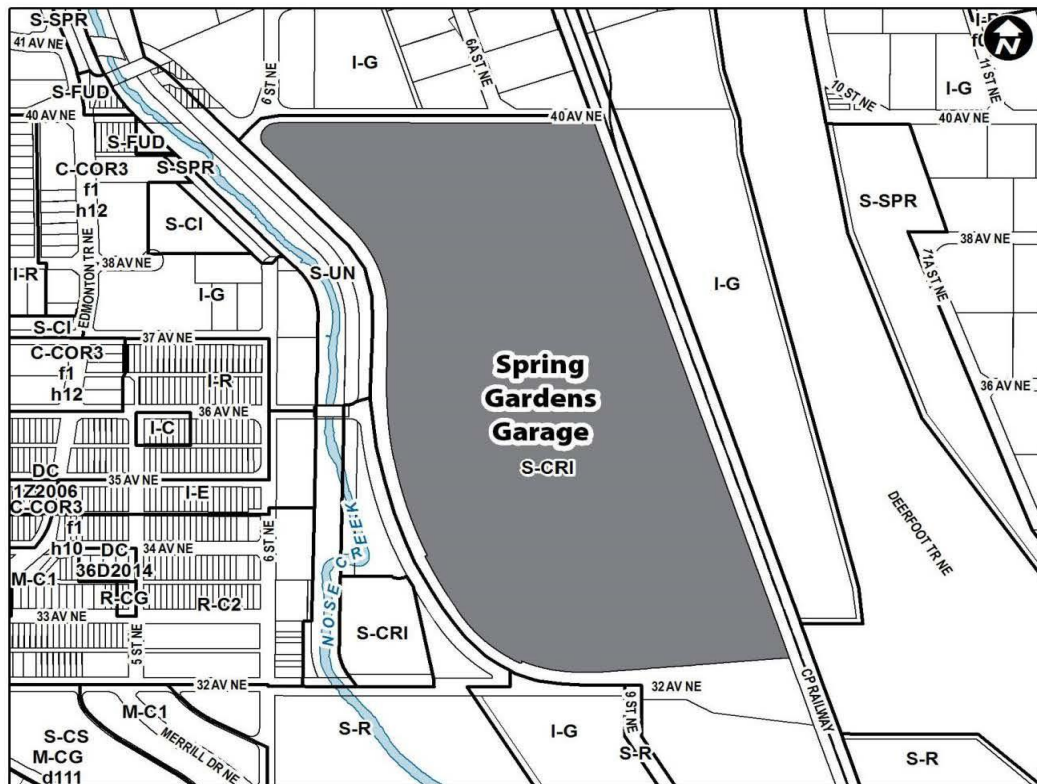 S-SPR
41 AV NE
S-FUD
40 AV NE
S-FUD
S-SPR
C-COR3
f1
h12
S-CI
38 AV NE
EDMONTON TR NE
I-R
I-G
S-CI
37 AV NE
C-COR3
f1
h12
I-R
36 AV NE
I-C
35 AV NE
DC
1Z2006
C-COR3
f1
h10
I-E
34 AV NE
DC
36D2014
M-C1
R-CG
R-C2
33 AV NE
5 ST NE
6 ST NE
32 AV NE
M-C1
MERRILL DR NE
S-CS
M-CG
d111
6 ST NE
I-G
6A ST NE
40 AV NE
S-UN
NOSE CREEK
S-CRI
S-R
Spring
Gardens
Garage
S-CRI
32 AV NE
9 ST NE
I-G
S-R
CP RAILWAY
I-G
N
10 ST NE
11 ST NE
I-G
40 AV NE
S-SPR
38 AV NE
36 AV NE
DEERFOOT TR NE
S-R